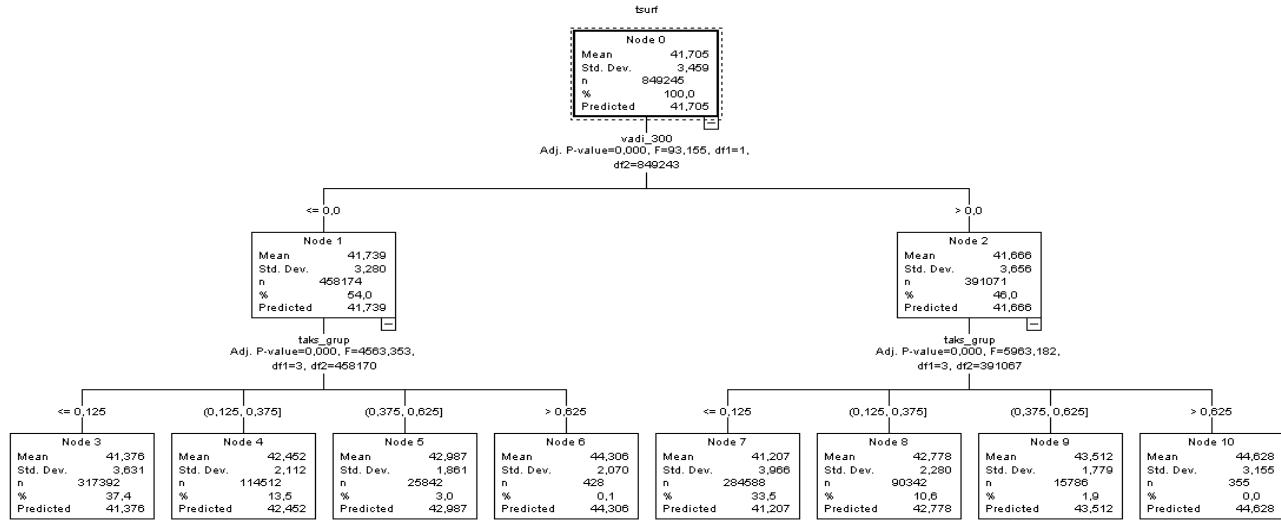 tsurf
Node 0
Mean 41,705
Std. Dev. 3,459
n 849245
% 100,0
Predicted 41,705
vadi_300
Adj. P-value=0,000, F=93,155, df1=1,
df2=849243
<= 0,0
> 0,0
Node 1
Mean 41,739
Std. Dev. 3,280
n 458174
% 54,0
Predicted 41,739
Node 2
Mean 41,666
Std. Dev. 3,656
n 391071
% 46,0
Predicted 41,666
taks_grup
Adj. P-value=0,000, F=4563,353,
df1=3, df2=458170
taks_grup
Adj. P-value=0,000, F=5963,182,
df1=3, df2=391067
<= 0,125
(0,125, 0,375]
(0,375, 0,625]
> 0,625
<= 0,125
(0,125, 0,375]
(0,375, 0,625]
> 0,625
Node 3
Mean 41,376
Std. Dev. 3,631
n 317392
% 37,4
Predicted 41,376
Node 4
Mean 42,452
Std. Dev. 2,112
n 114512
% 13,5
Predicted 42,452
Node 5
Mean 42,987
Std. Dev. 1,861
n 25842
% 3,0
Predicted 42,987
Node 6
Mean 44,306
Std. Dev. 2,070
n 428
% 0,1
Predicted 44,306
Node 7
Mean 41,207
Std. Dev. 3,966
n 284588
% 33,5
Predicted 41,207
Node 8
Mean 42,778
Std. Dev. 2,280
n 90342
% 10,6
Predicted 42,778
Node 9
Mean 43,512
Std. Dev. 1,779
n 15786
% 1,9
Predicted 43,512
Node 10
Mean 44,628
Std. Dev. 3,155
n 355
% 0,0
Predicted 44,628